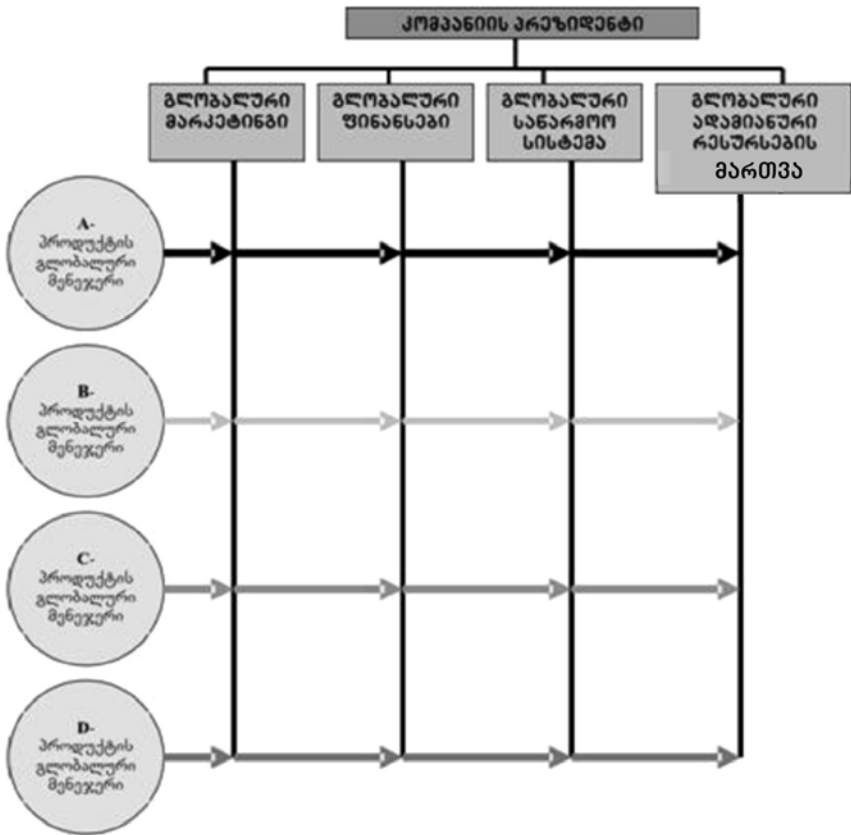 კომპანიის პრეზიდენტი
გლობალური
მარკეტინგი
გლობალური
ფინანსები
გლობალური
საწარმოო
სისტემა
გლობალური
ადამიანური
რესურსების
მართვა
A-
პროდუქტის
გლობალური
მენეჯერი
B-
პროდუქტის
გლობალური
მენეჯერი
C-
პროდუქტის
გლობალური
მენეჯერი
D-
პროდუქტის
გლობალური
მენეჯერი